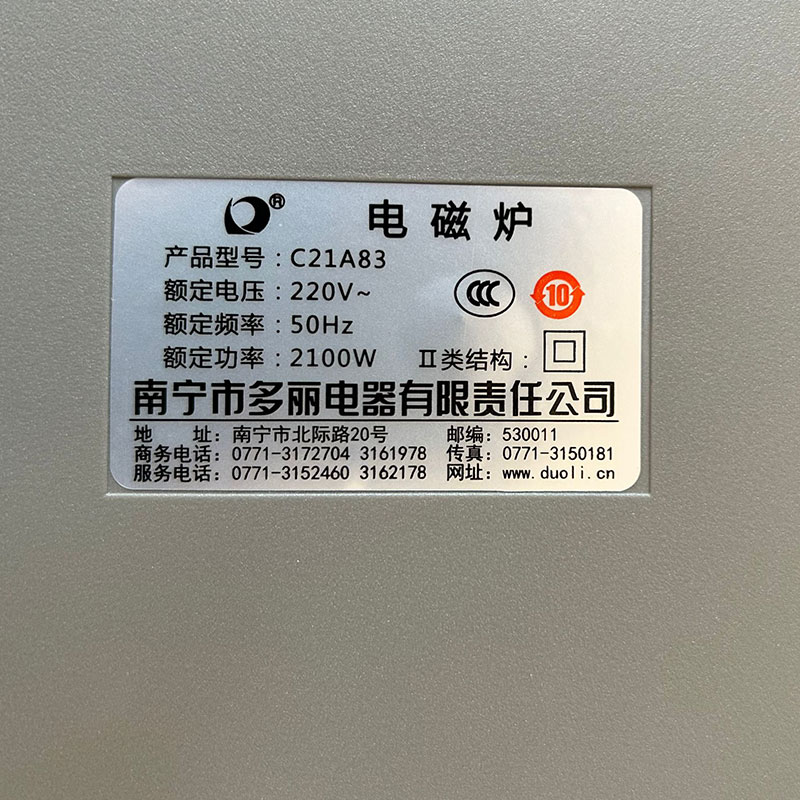 ® 电磁炉
产品型号：C21A83
额定电压：220V~
额定频率：50Hz
额定功率：2100W Ⅱ类结构：
CCC 10
南宁市多丽电器有限责任公司
地 址：南宁市北际路20号 邮编：530011
商务电话：0771-3172704 3161978 传真：0771-3150181
服务电话：0771-3152460 3162178 网址：www.duoli.cn